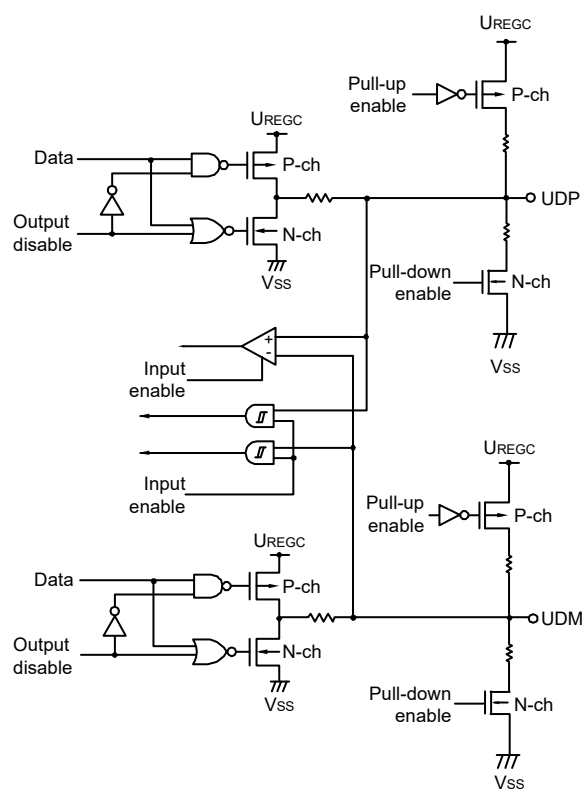 UREGC
Pull-up
enable
P-ch
UREGC
Data
P-ch
UDP
Output
disable
N-ch
VSS
Pull-down
enable
N-ch
VSS
+
-
Input
enable
Input
enable
UREGC
Pull-up
enable
P-ch
UREGC
Data
P-ch
UDM
Output
disable
N-ch
VSS
Pull-down
enable
N-ch
VSS